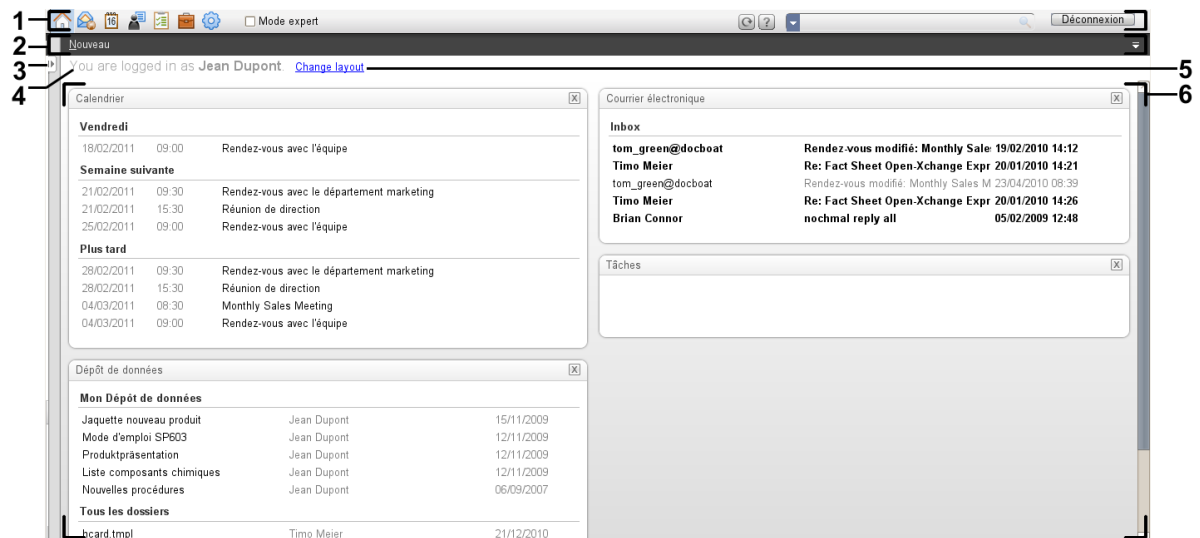 1
16
Mode expert
?
Déconnexion
2
Nouveau
3
You are logged in as Jean Dupont. Change layout
5
4
6
Calendrier X
Vendredi
18/02/2011 09:00 Rendez-vous avec l'équipe
Semaine suivante
21/02/2011 09:30 Rendez-vous avec le département marketing
21/02/2011 15:30 Réunion de direction
25/02/2011 09:00 Rendez-vous avec l'équipe
Plus tard
28/02/2011 09:30 Rendez-vous avec le département marketing
28/02/2011 15:30 Réunion de direction
04/03/2011 08:30 Monthly Sales Meeting
04/03/2011 09:00 Rendez-vous avec l'équipe
Courrier électronique X
Inbox
tom_green@docboat Rendez-vous modifié: Monthly Sale 19/02/2010 14:12
Timo Meier Re: Fact Sheet Open-Xchange Expr 20/01/2010 14:21
tom_green@docboat Rendez-vous modifié: Monthly Sales M 23/04/2010 08:39
Timo Meier Re: Fact Sheet Open-Xchange Expr 20/01/2010 14:26
Brian Connor nochmal reply all 05/02/2009 12:48
Tâches X
Dépôt de données X
Mon Dépôt de données
Jaquette nouveau produit Jean Dupont 15/11/2009
Mode d'emploi SP603 Jean Dupont 12/11/2009
Produktpräsentation Jean Dupont 12/11/2009
Liste composants chimiques Jean Dupont 12/11/2009
Nouvelles procédures Jean Dupont 06/09/2007
Tous les dossiers
hcard.tmpl Timo Meier 21/12/2010